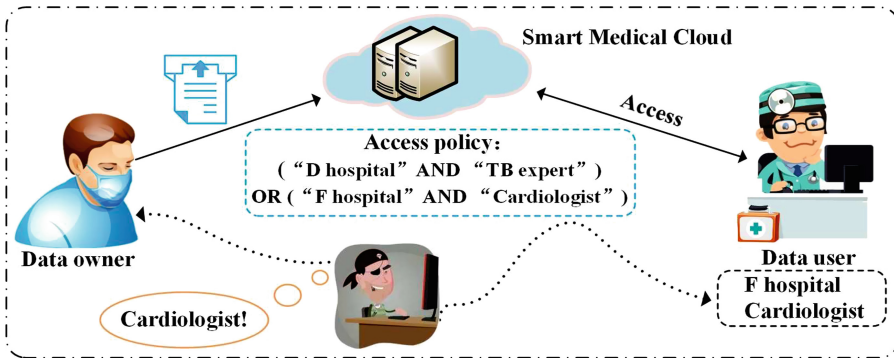 Smart Medical Cloud
Access
Access policy:
( “D hospital” AND “TB expert” )
OR ( “F hospital” AND “Cardiologist” )
Data owner
Data user
F hospital
Cardiologist
Cardiologist!